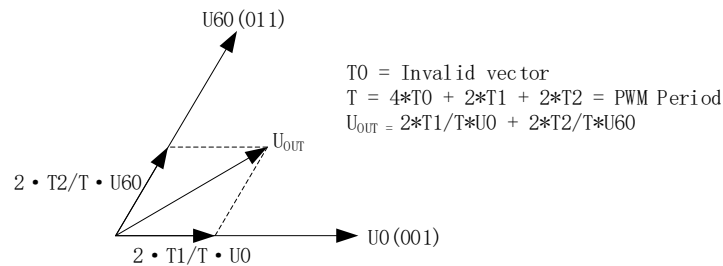 U60(011)
T0 = Invalid vector
T = 4*T0 + 2*T1 + 2*T2 = PWM Period
UOUT = 2*T1/T*U0 + 2*T2/T*U60
UOUT
2·T2/T·U60
U0(001)
2·T1/T·U0